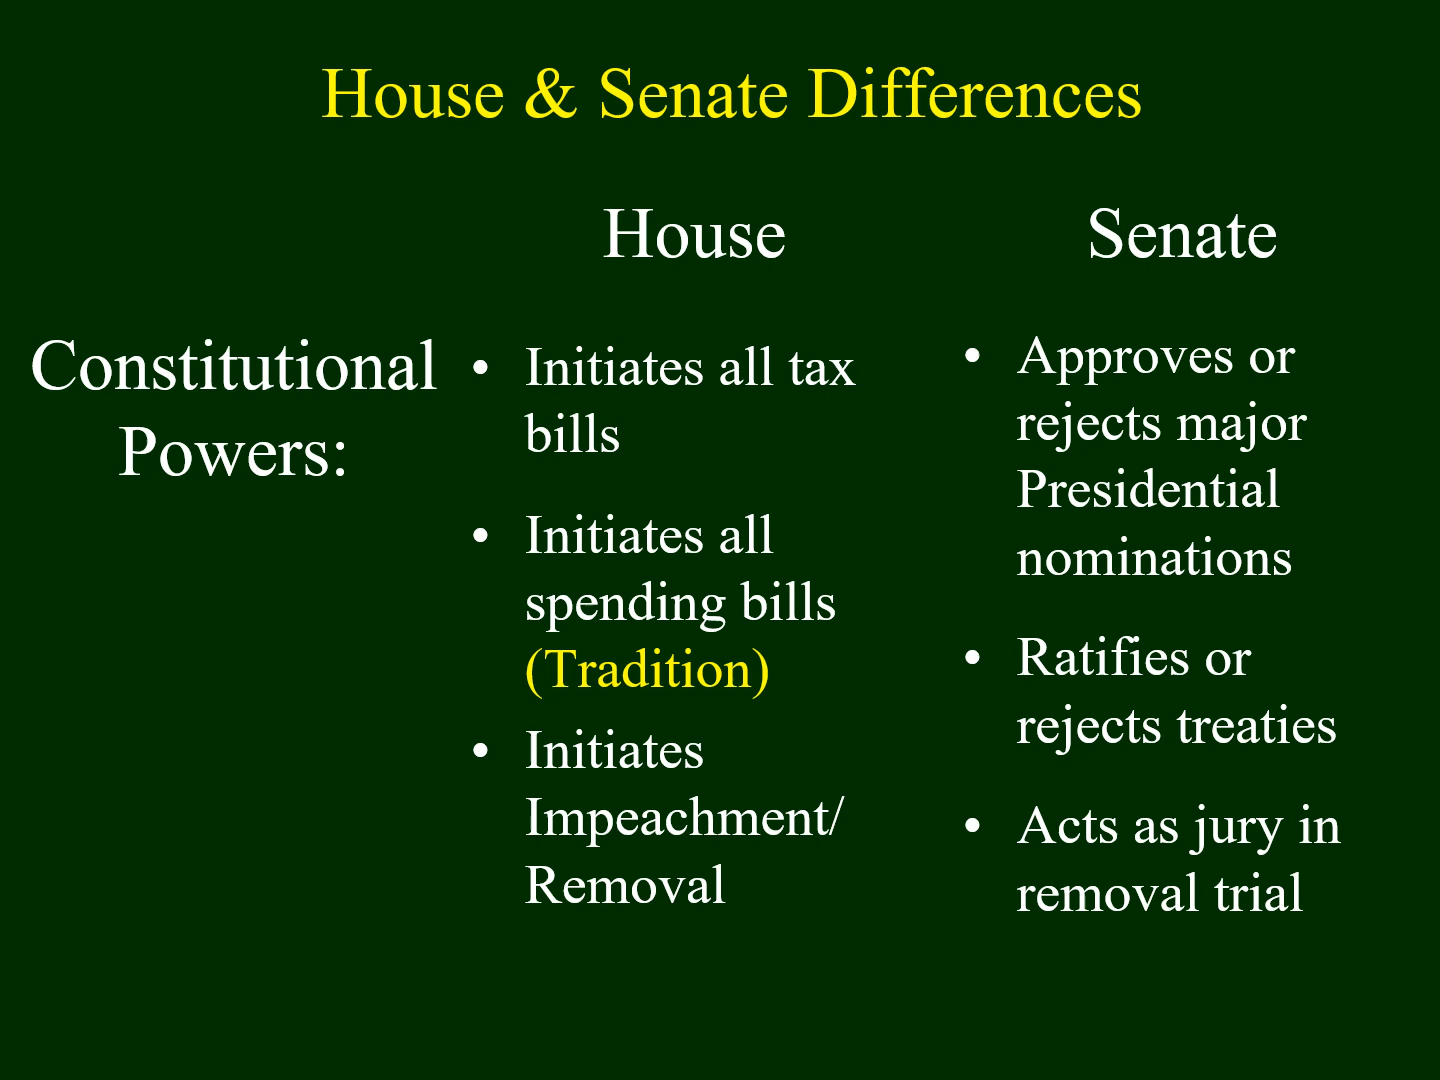 House & Senate Differences
House
Senate
Constitutional
Powers:
• Initiates all tax
bills
• Initiates all
spending bills
(Tradition)
• Initiates
Impeachment/
Removal
• Approves or
rejects major
Presidential
nominations
• Ratifies or
rejects treaties
• Acts as jury in
removal trial